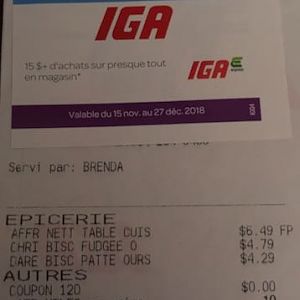 IGA
15 $+ d'achats sur presque tout
en magasin*
IGA
Valable du 15 nov. au 27 déc. 2018
Servi par: BRENDA
EPICERIE
AFFR NETT TABLE CUIS $6.49 FP
CHRI BISC FUDGEE O $4.79
DARE BISC PATTE OURS $4.29
AUTRES
COUPON 12D $0.00